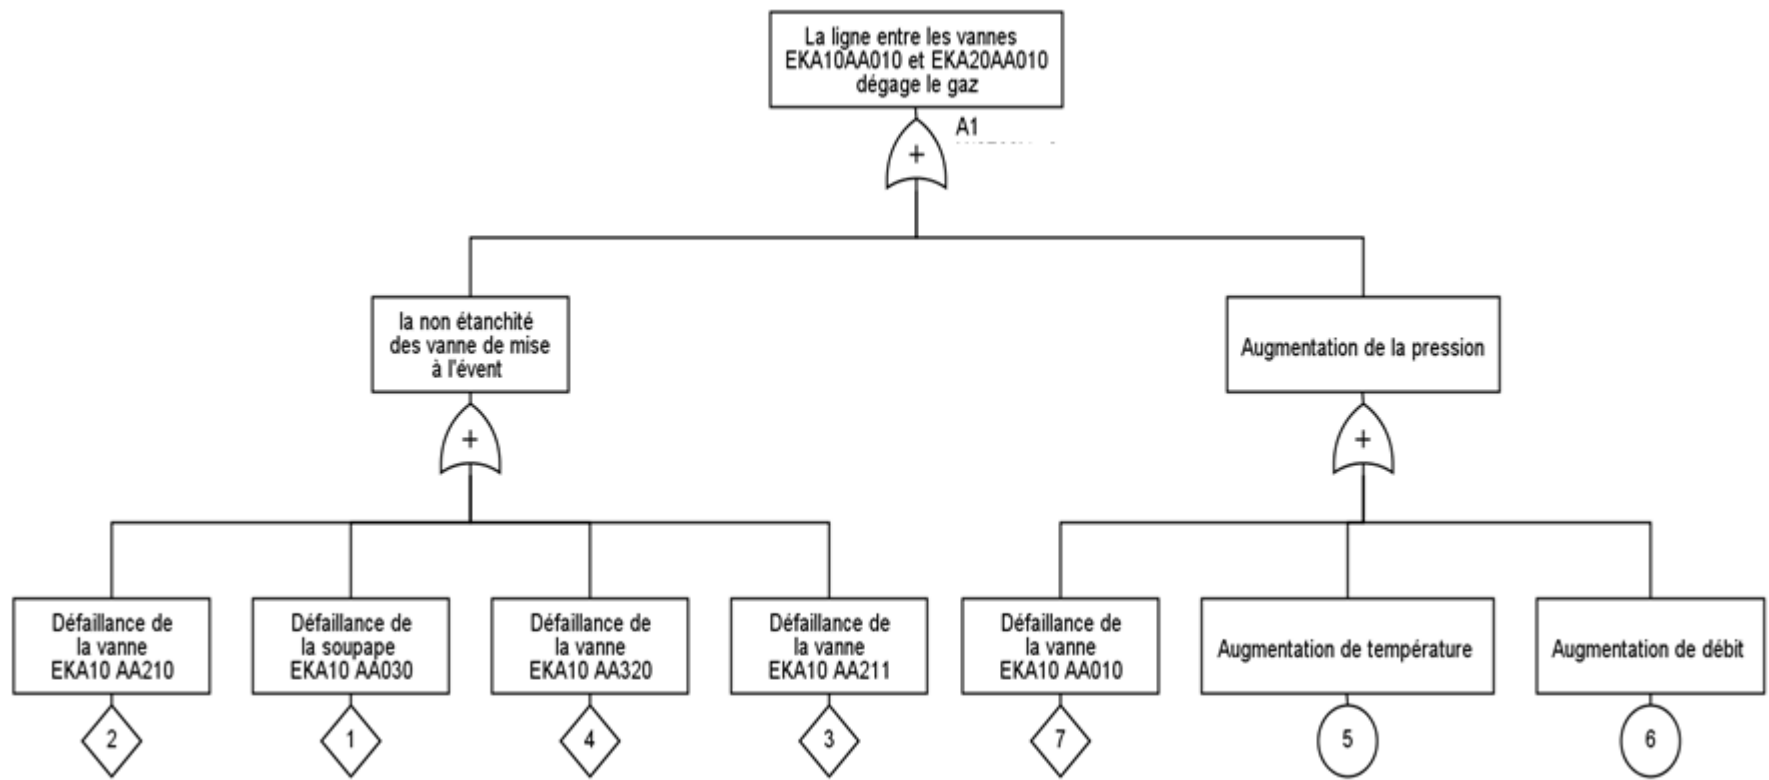 La ligne entre les vannes
EKA10AA010 et EKA20AA010
dégage le gaz
A1
+
la non étanchité
des vanne de mise
à l'évent
Augmentation de la pression
+
+
Défaillance de
la vanne
EKA10 AA210
Défaillance de
la soupape
EKA10 AA030
Défaillance de
la vanne
EKA10 AA320
Défaillance de
la vanne
EKA10 AA211
Défaillance de
la vanne
EKA10 AA010
Augmentation de température
Augmentation de débit
2
1
4
3
7
5
6